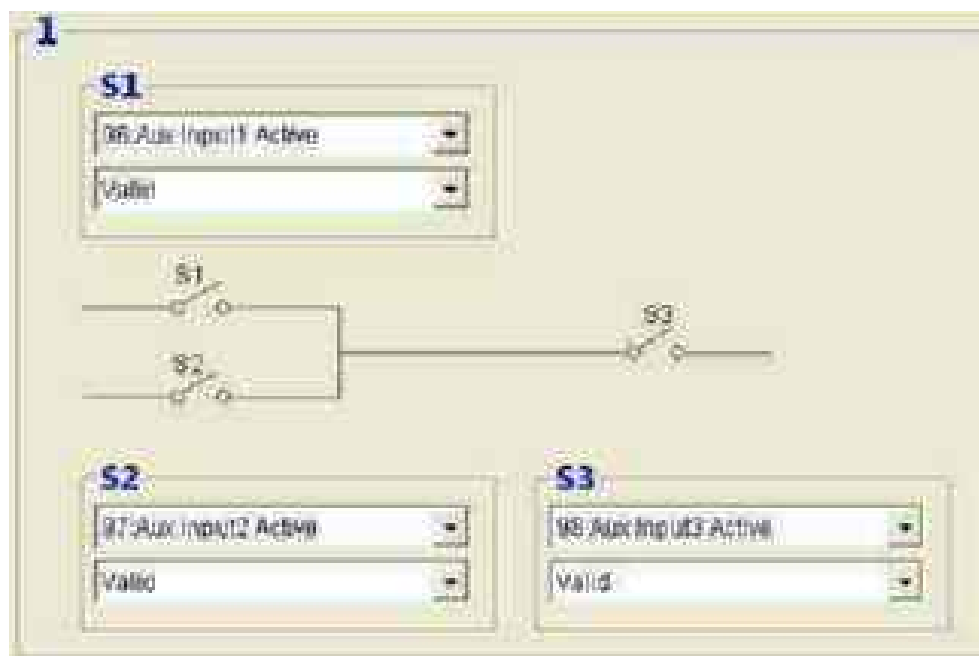 1
S1
96:Aux Input1 Active
Valid
S1
S2
S3
S2
97:Aux Input2 Active
Valid
S3
98:Aux Input3 Active
Valid